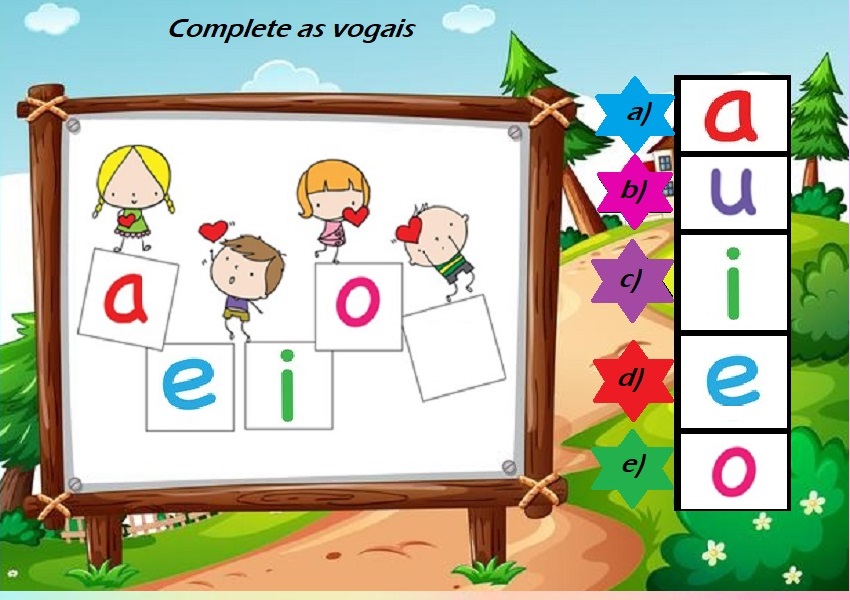 Complete as vogais
a
e
i
o
a) a
b) u
c) i
d) e
e) o